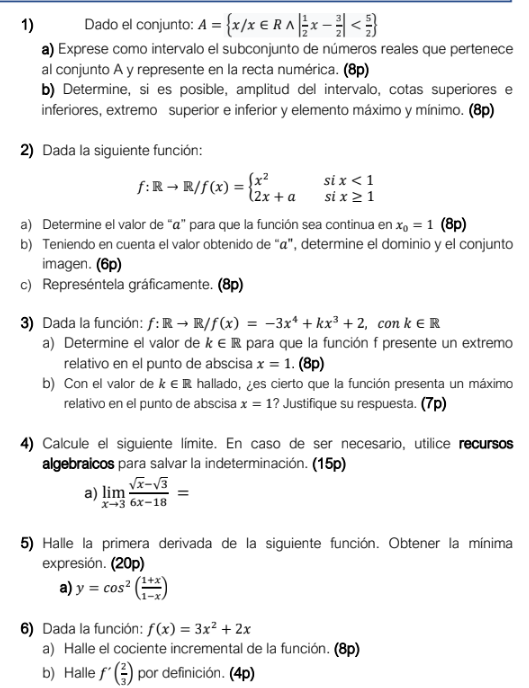 1) Dado el conjunto: A = {x/x ∈ R ∧ |1/2 x − 3/2| < 5/2}
a) Exprese como intervalo el subconjunto de números reales que pertenece
al conjunto A y represente en la recta numérica. (8p)
b) Determine, si es posible, amplitud del intervalo, cotas superiores e
inferiores, extremo superior e inferior y elemento máximo y mínimo. (8p)
2) Dada la siguiente función:
f: ℝ → ℝ/f(x) = { x² si x < 1
2x + a si x ≥ 1
a) Determine el valor de "a" para que la función sea continua en x₀ = 1 (8p)
b) Teniendo en cuenta el valor obtenido de "a", determine el dominio y el conjunto
imagen. (6p)
c) Represéntela gráficamente. (8p)
3) Dada la función: f: ℝ → ℝ/f(x) = −3x⁴ + kx³ + 2, con k ∈ ℝ
a) Determine el valor de k ∈ ℝ para que la función f presente un extremo
relativo en el punto de abscisa x = 1. (8p)
b) Con el valor de k ∈ ℝ hallado, ¿es cierto que la función presenta un máximo
relativo en el punto de abscisa x = 1? Justifique su respuesta. (7p)
4) Calcule el siguiente límite. En caso de ser necesario, utilice recursos
algebraicos para salvar la indeterminación. (15p)
a) lim x→3 (√x−√3)/(6x−18) =
5) Halle la primera derivada de la siguiente función. Obtener la mínima
expresión. (20p)
a) y = cos² ((1+x)/(1−x))
6) Dada la función: f(x) = 3x² + 2x
a) Halle el cociente incremental de la función. (8p)
b) Halle f´(2/3) por definición. (4p)